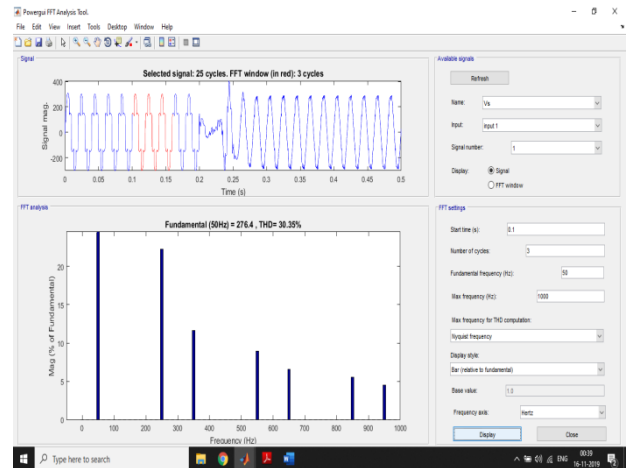 Powergui FFT Analysis Tool.
File Edit View Insert Tools Desktop Window Help
Signal
Selected signal: 25 cycles. FFT window (in red): 3 cycles
Signal mag.
400
200
0
-200
0 0.05 0.1 0.15 0.2 0.25 0.3 0.35 0.4 0.45 0.5
Time (s)
FFT analysis
Fundamental (50Hz) = 276.4 , THD= 30.35%
Mag (% of Fundamental)
20
15
10
5
0
0 100 200 300 400 500 600 700 800 900 1000
Frequency (Hz)
Available signals
Refresh
Name: Vs
Input: input 1
Signal number: 1
Display: Signal
FFT window
FFT settings
Start time (s): 0.1
Number of cycles: 3
Fundamental frequency (Hz): 50
Max frequency (Hz): 1000
Max frequency for THD computation:
Nyquist frequency
Display style:
Bar (relative to fundamental)
Base value: 1.0
Frequency axis: Hertz
Display Close
Type here to search
ENG
00:39
16-11-2019